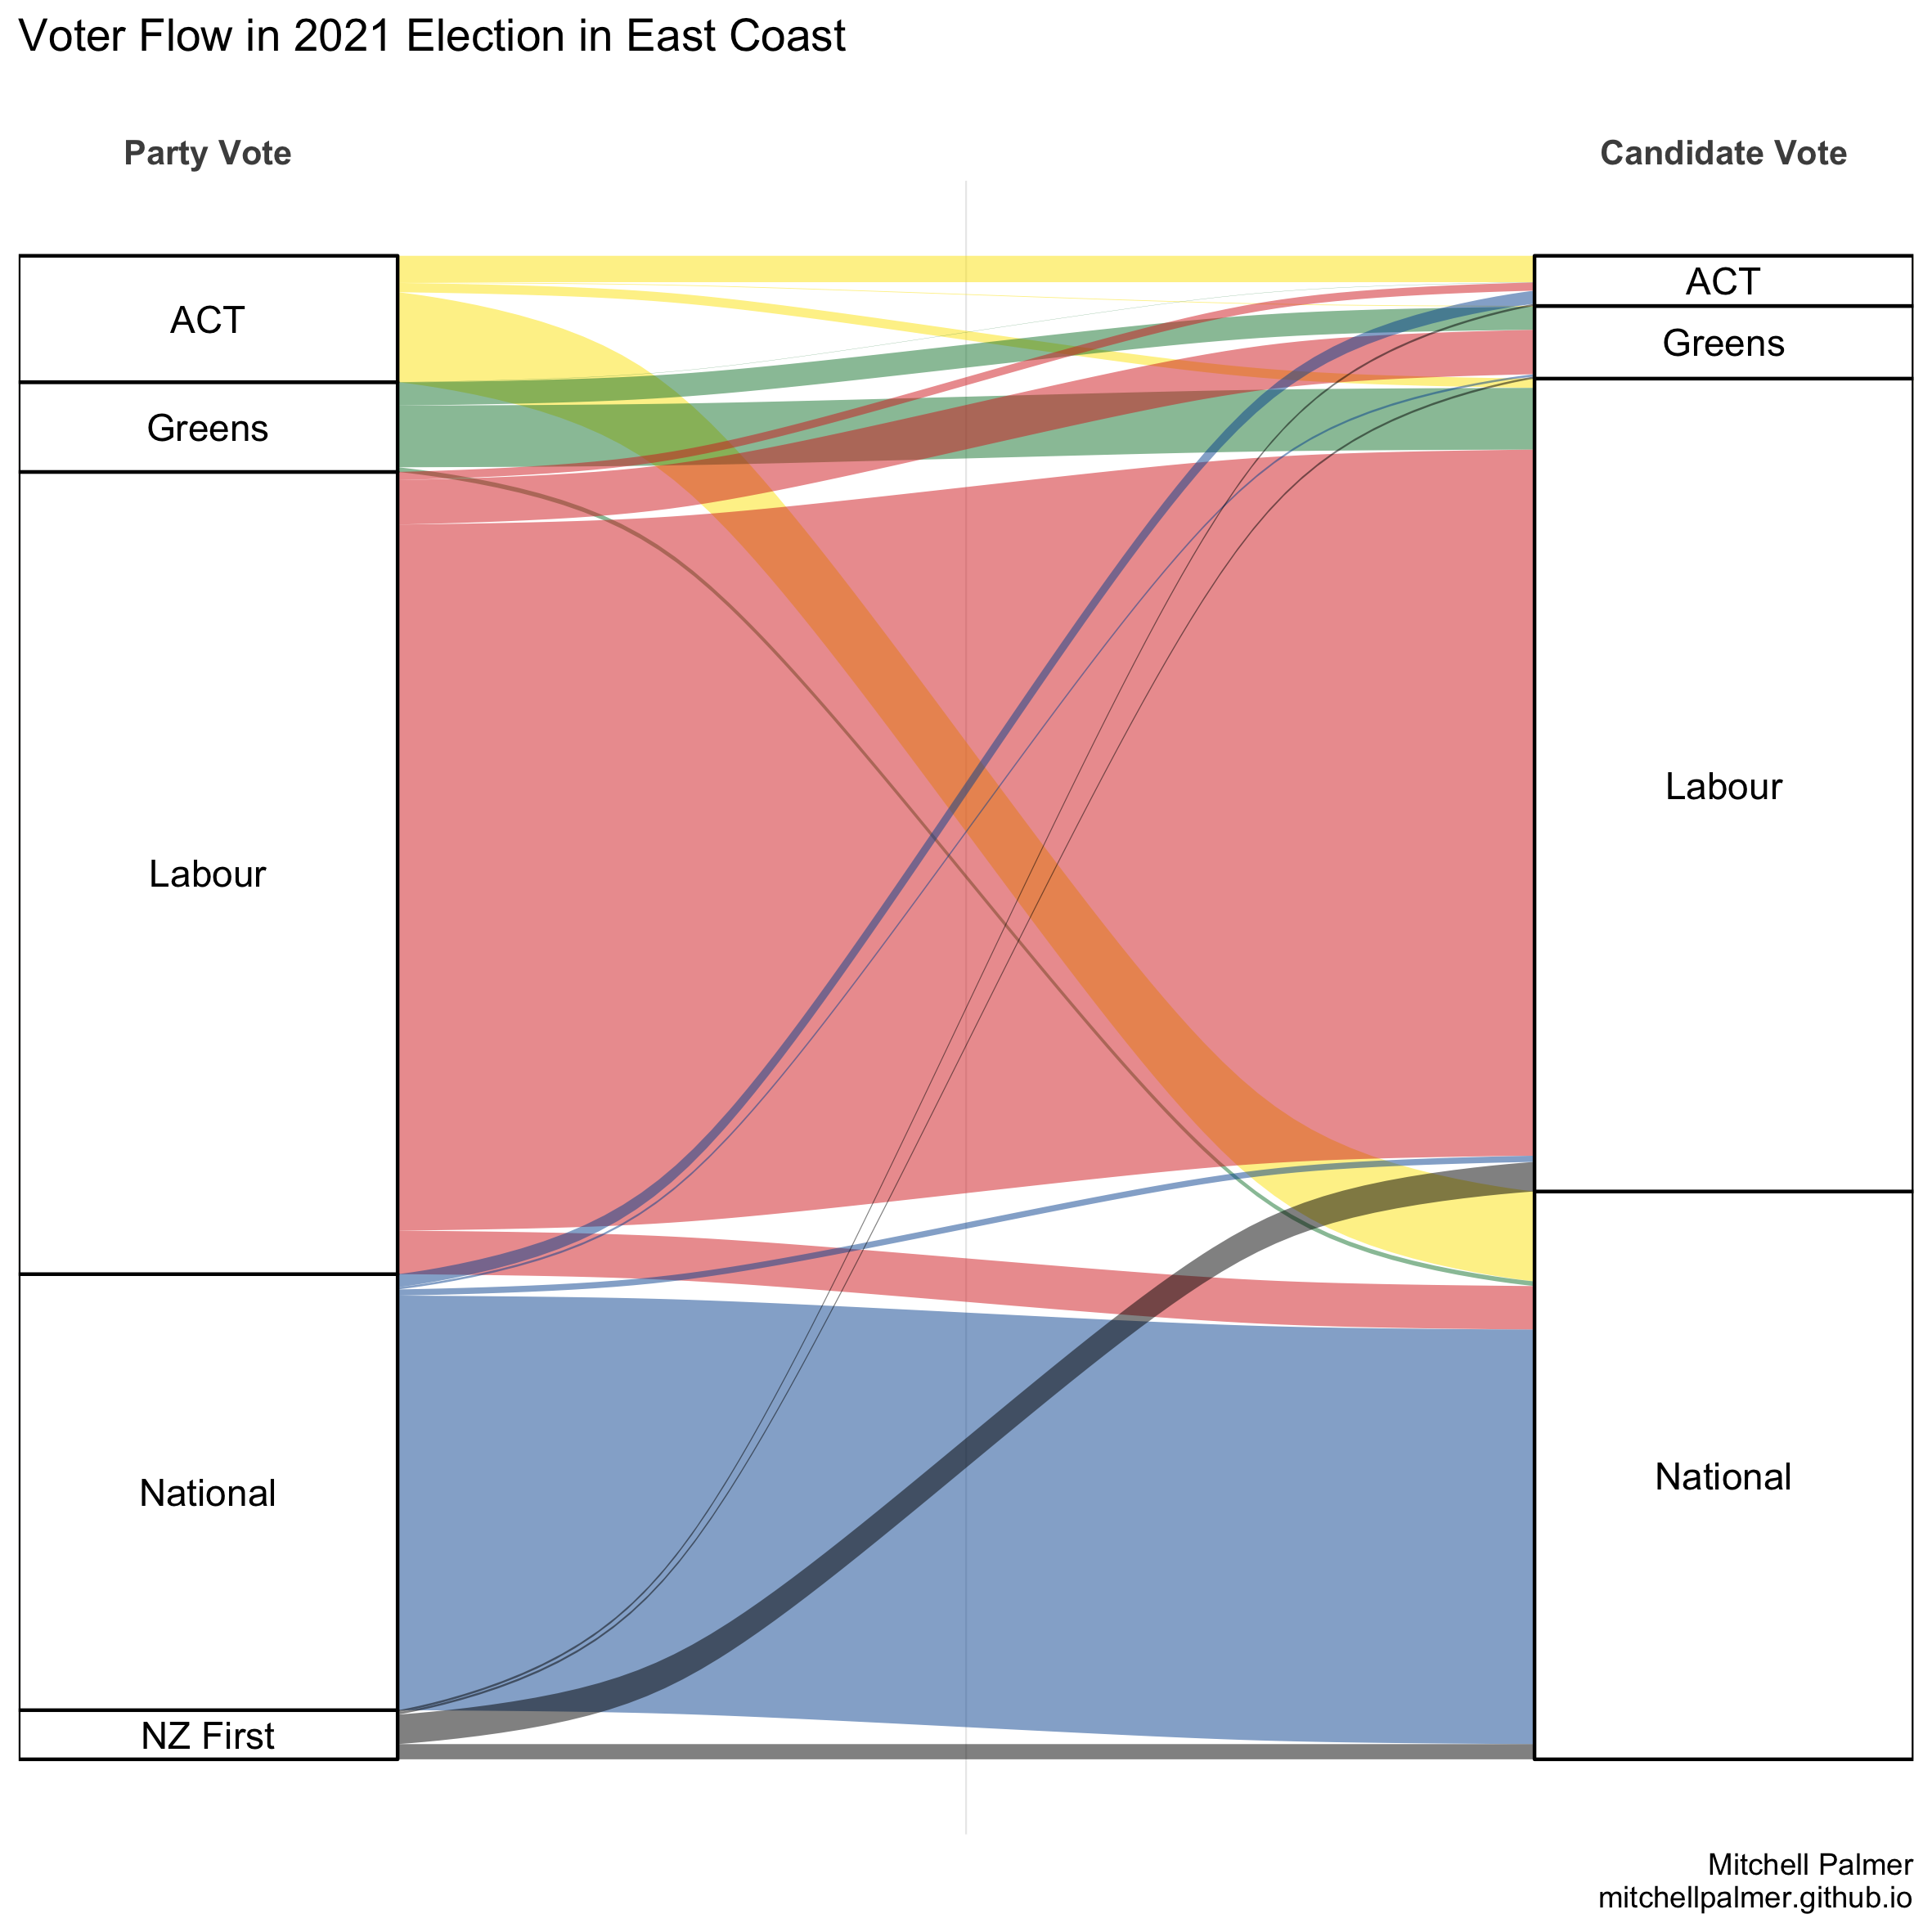 Voter Flow in 2021 Election in East Coast
Party Vote
Candidate Vote
ACT
Greens
Labour
National
NZ First
ACT
Greens
Labour
National
Mitchell Palmer
mitchellpalmer.github.io